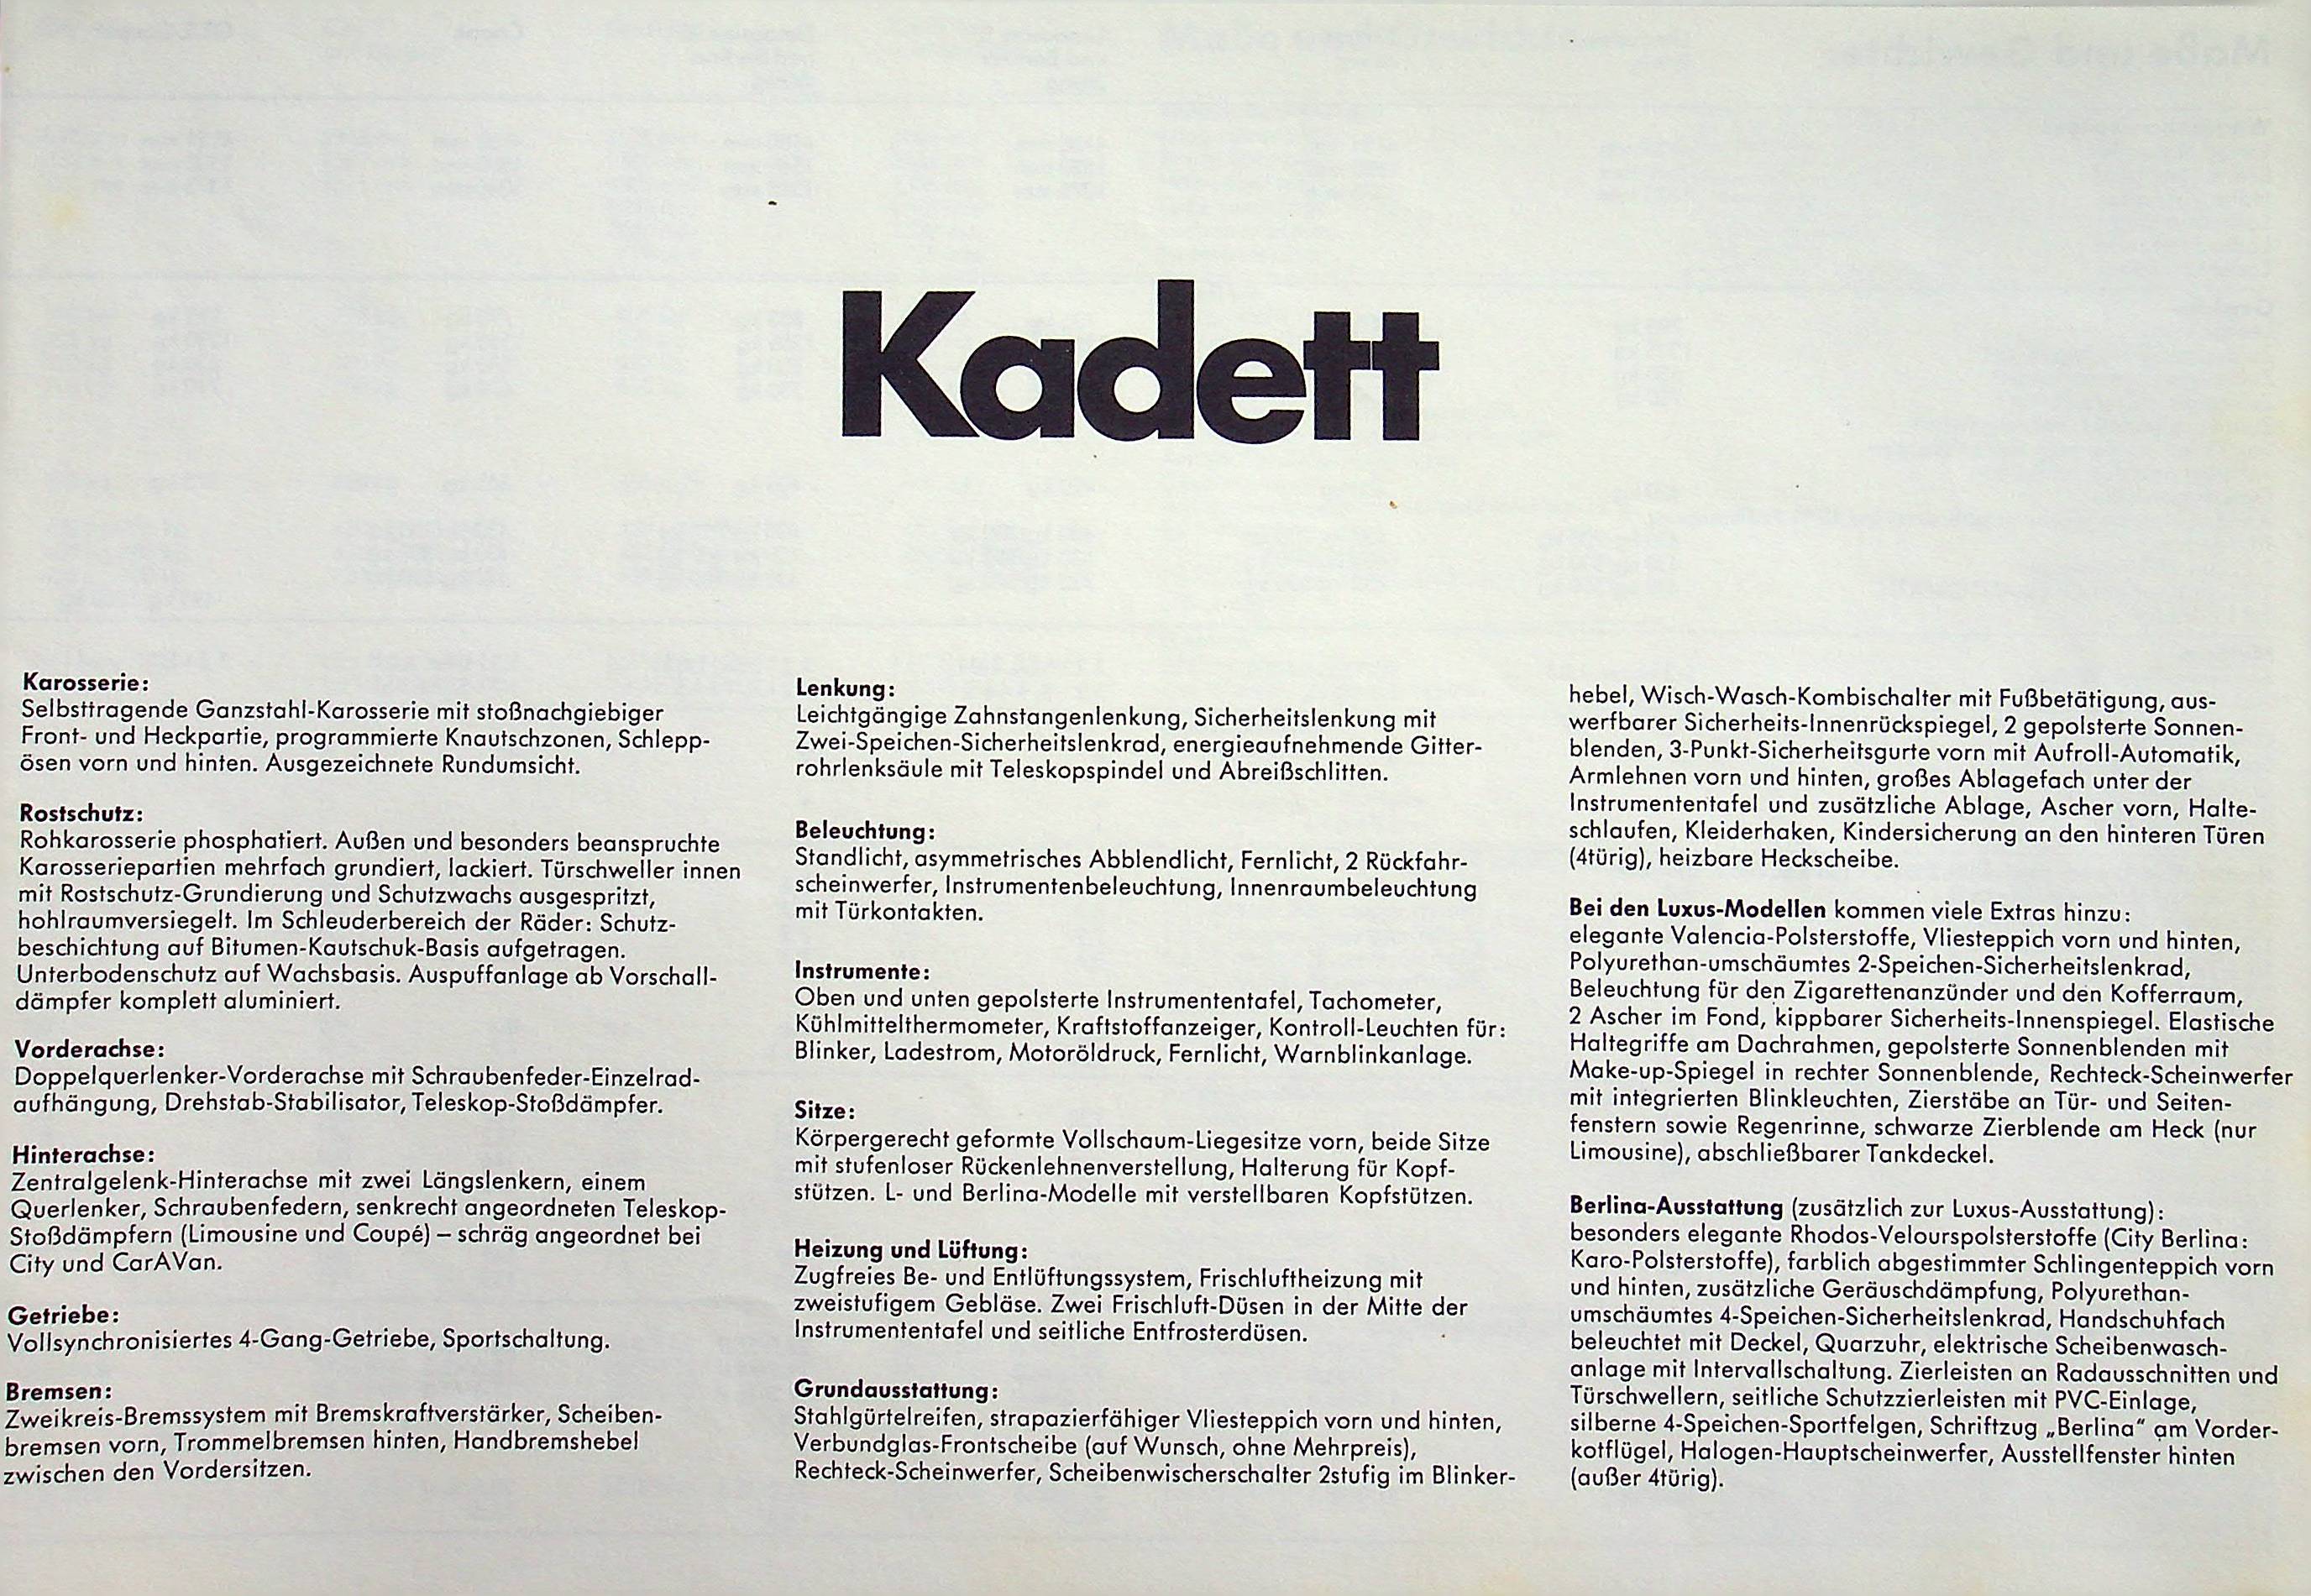 Kadett
Karosserie:
Selbsttragende Ganzstahl-Karosserie mit stoßnachgiebiger
Front- und Heckpartie, programmierte Knautschzonen, Schlepp-
ösen vorn und hinten. Ausgezeichnete Rundumsicht.
Rostschutz:
Rohkarosserie phosphatiert. Außen und besonders beanspruchte
Karosseriepartien mehrfach grundiert, lackiert. Türschweller innen
mit Rostschutz-Grundierung und Schutzwachs ausgespritzt,
hohlraumversiegelt. Im Schleuderbereich der Räder: Schutz-
beschichtung auf Bitumen-Kautschuk-Basis aufgetragen.
Unterbodenschutz auf Wachsbasis. Auspuffanlage ab Vorschall-
dämpfer komplett aluminiert.
Vorderachse:
Doppelquerlenker-Vorderachse mit Schraubenfeder-Einzelrad-
aufhängung, Drehstab-Stabilisator, Teleskop-Stoßdämpfer.
Hinterachse:
Zentralgelenk-Hinterachse mit zwei Längslenkern, einem
Querlenker, Schraubenfedern, senkrecht angeordneten Teleskop-
Stoßdämpfern (Limousine und Coupé) – schräg angeordnet bei
City und CarAVan.
Getriebe:
Vollsynchronisiertes 4-Gang-Getriebe, Sportschaltung.
Bremsen:
Zweikreis-Bremssystem mit Bremskraftverstärker, Scheiben-
bremsen vorn, Trommelbremsen hinten, Handbremshebel
zwischen den Vordersitzen.
Lenkung:
Leichtgängige Zahnstangenlenkung, Sicherheitslenkung mit
Zwei-Speichen-Sicherheitslenkrad, energieaufnehmende Gitter-
rohrlenksäule mit Teleskopspindel und Abreißschlitten.
Beleuchtung:
Standlicht, asymmetrisches Abblendlicht, Fernlicht, 2 Rückfahr-
scheinwerfer, Instrumentenbeleuchtung, Innenraumbeleuchtung
mit Türkontakten.
Instrumente:
Oben und unten gepolsterte Instrumententafel, Tachometer,
Kühlmittelthermometer, Kraftstoffanzeiger, Kontroll-Leuchten für:
Blinker, Ladestrom, Motoröldruck, Fernlicht, Warnblinkanlage.
Sitze:
Körpergerecht geformte Vollschaum-Liegesitze vorn, beide Sitze
mit stufenloser Rückenlehnenverstellung, Halterung für Kopf-
stützen. L- und Berlina-Modelle mit verstellbaren Kopfstützen.
Heizung und Lüftung:
Zugfreies Be- und Entlüftungssystem, Frischluftheizung mit
zweistufigem Gebläse. Zwei Frischluft-Düsen in der Mitte der
Instrumententafel und seitliche Entfrosterdüsen.
Grundausstattung:
Stahlgürtelreifen, strapazierfähiger Vliesteppich vorn und hinten,
Verbundglas-Frontscheibe (auf Wunsch, ohne Mehrpreis),
Rechteck-Scheinwerfer, Scheibenwischerschalter 2stufig im Blinker-
hebel, Wisch-Wasch-Kombischalter mit Fußbetätigung, aus-
werfbarer Sicherheits-Innenrückspiegel, 2 gepolsterte Sonnen-
blenden, 3-Punkt-Sicherheitsgurte vorn mit Aufroll-Automatik,
Armlehnen vorn und hinten, großes Ablagefach unter der
Instrumententafel und zusätzliche Ablage, Ascher vorn, Halte-
schlaufen, Kleiderhaken, Kindersicherung an den hinteren Türen
(4türig), heizbare Heckscheibe.
Bei den Luxus-Modellen kommen viele Extras hinzu:
elegante Valencia-Polsterstoffe, Vliesteppich vorn und hinten,
Polyurethan-umschäumtes 2-Speichen-Sicherheitslenkrad,
Beleuchtung für den Zigarettenanzünder und den Kofferraum,
2 Ascher im Fond, kippbarer Sicherheits-Innenspiegel. Elastische
Haltegriffe am Dachrahmen, gepolsterte Sonnenblenden mit
Make-up-Spiegel in rechter Sonnenblende, Rechteck-Scheinwerfer
mit integrierten Blinkleuchten, Zierstäbe an Tür- und Seiten-
fenstern sowie Regenrinne, schwarze Zierblende am Heck (nur
Limousine), abschließbarer Tankdeckel.
Berlina-Ausstattung (zusätzlich zur Luxus-Ausstattung):
besonders elegante Rhodos-Velourspolsterstoffe (City Berlina:
Karo-Polsterstoffe), farblich abgestimmter Schlingenteppich vorn
und hinten, zusätzliche Geräuschdämpfung, Polyurethan-
umschäumtes 4-Speichen-Sicherheitslenkrad, Handschuhfach
beleuchtet mit Deckel, Quarzuhr, elektrische Scheibenwasch-
anlage mit Intervallschaltung. Zierleisten an Radausschnitten und
Türschwellern, seitliche Schutzzierleisten mit PVC-Einlage,
silberne 4-Speichen-Sportfelgen, Schriftzug „Berlina“ am Vorder-
kotflügel, Halogen-Hauptscheinwerfer, Ausstellfenster hinten
(außer 4türig).